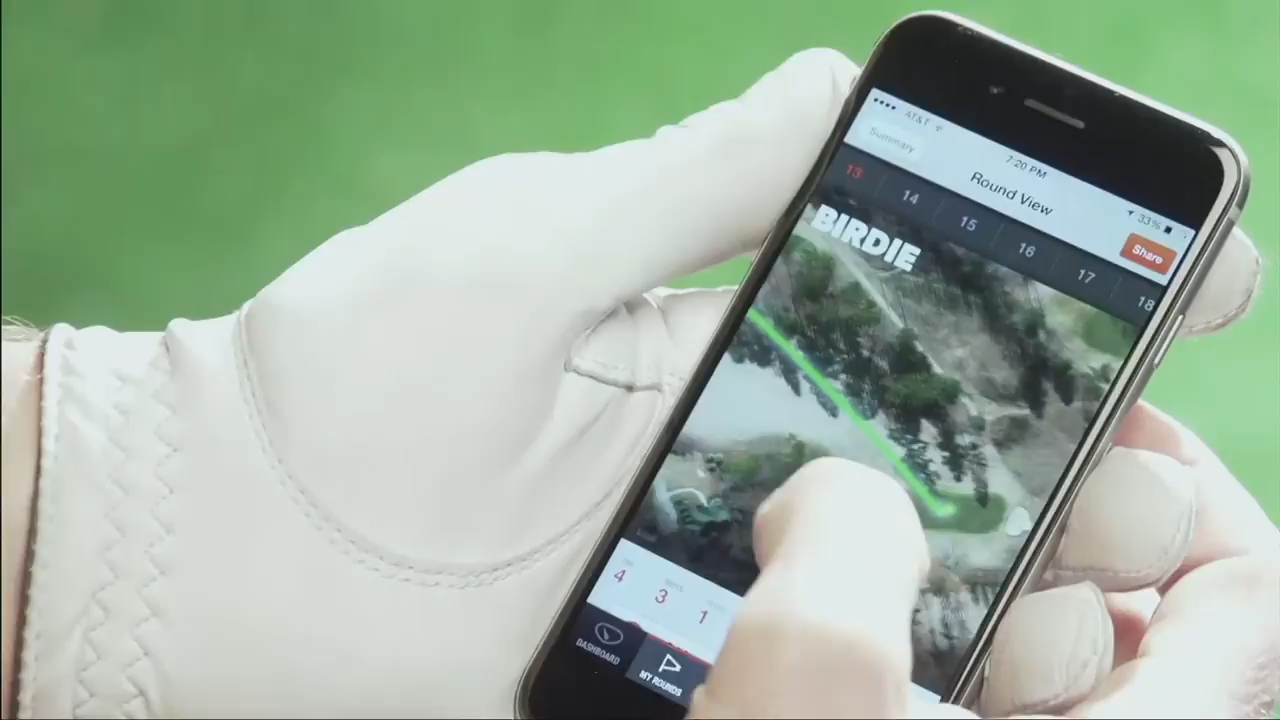 AT&T
7:20 PM
33%
Summary
Round View
Share
13 14 15 16 17 18
BIRDIE
4 3 1
DASHBOARD
MY ROUNDS